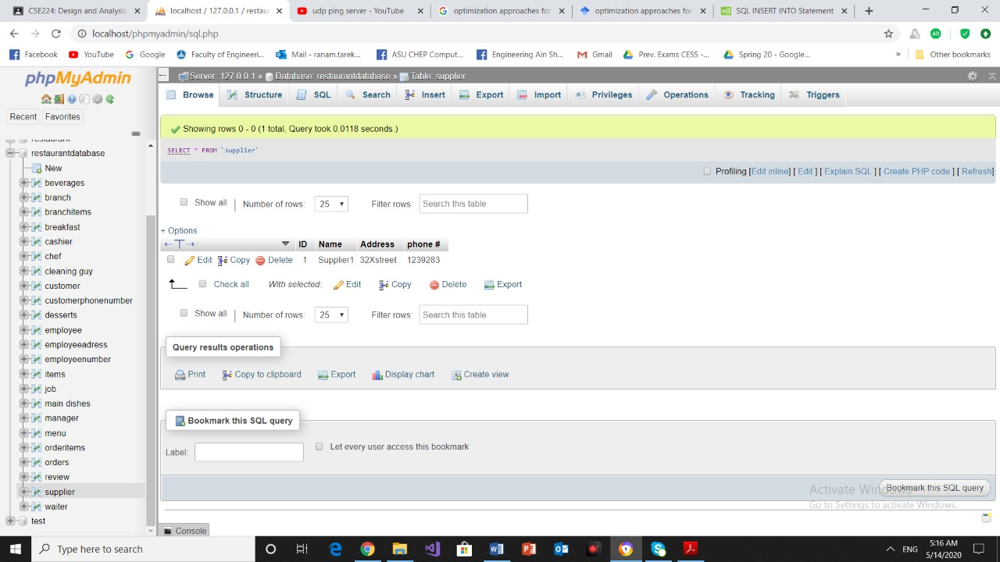 CSE224: Design and Analysis
localhost / 127.0.0.1 / restaur
udp ping server - YouTube
optimization approaches for
optimization approaches for
SQL INSERT INTO Statement
localhost/phpmyadmin/sql.php
Facebook YouTube Google Faculty of Engineeri... Mail - ranam.tarek... ASU CHEP Comput... Engineering Ain Sh... Gmail Prev. Exams CESS -... Spring 20 - Google... » Other bookmarks
phpMyAdmin
Recent Favorites
restaurant
restaurantdatabase
New
beverages
branch
branchitems
breakfast
cashier
chef
cleaning guy
customer
customerphonenumber
desserts
employee
employeeadress
employeenumber
items
job
main dishes
manager
menu
orderitems
orders
review
supplier
waiter
test
Server: 127.0.0.1 » Database: restaurantdatabase » Table: supplier
Browse Structure SQL Search Insert Export Import Privileges Operations Tracking Triggers
Showing rows 0 - 0 (1 total, Query took 0.0118 seconds.)
SELECT * FROM `supplier`
Profiling [Edit inline] [ Edit ] [ Explain SQL ] [ Create PHP code ] [ Refresh]
Show all | Number of rows: 25 Filter rows: Search this table
+ Options
←T→ ID Name Address phone #
Edit Copy Delete 1 Supplier1 32Xstreet 1239283
Check all With selected: Edit Copy Delete Export
Show all | Number of rows: 25 Filter rows: Search this table
Query results operations
Print Copy to clipboard Export Display chart Create view
Bookmark this SQL query
Label: Let every user access this bookmark
Bookmark this SQL query
Activate Windows
Go to Settings to activate Windows.
Console
Type here to search
ENG
5:16 AM
5/14/2020